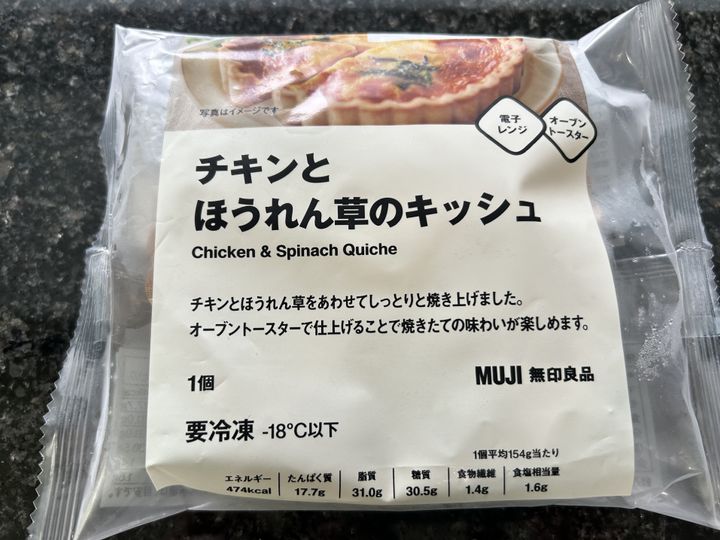 写真はイメージです
電子
レンジ
オーブン
トースター
チキンと
ほうれん草のキッシュ
Chicken & Spinach Quiche
チキンとほうれん草をあわせてしっとりと焼き上げました。
オーブントースターで仕上げることで焼きたての味わいが楽しめます。
1個
MUJI 無印良品
要冷凍 -18℃以下
1個平均154g当たり
エネルギー たんぱく質 脂質 糖質 食物繊維 食塩相当量
474kcal 17.7g 31.0g 30.5g 1.4g 1.6g